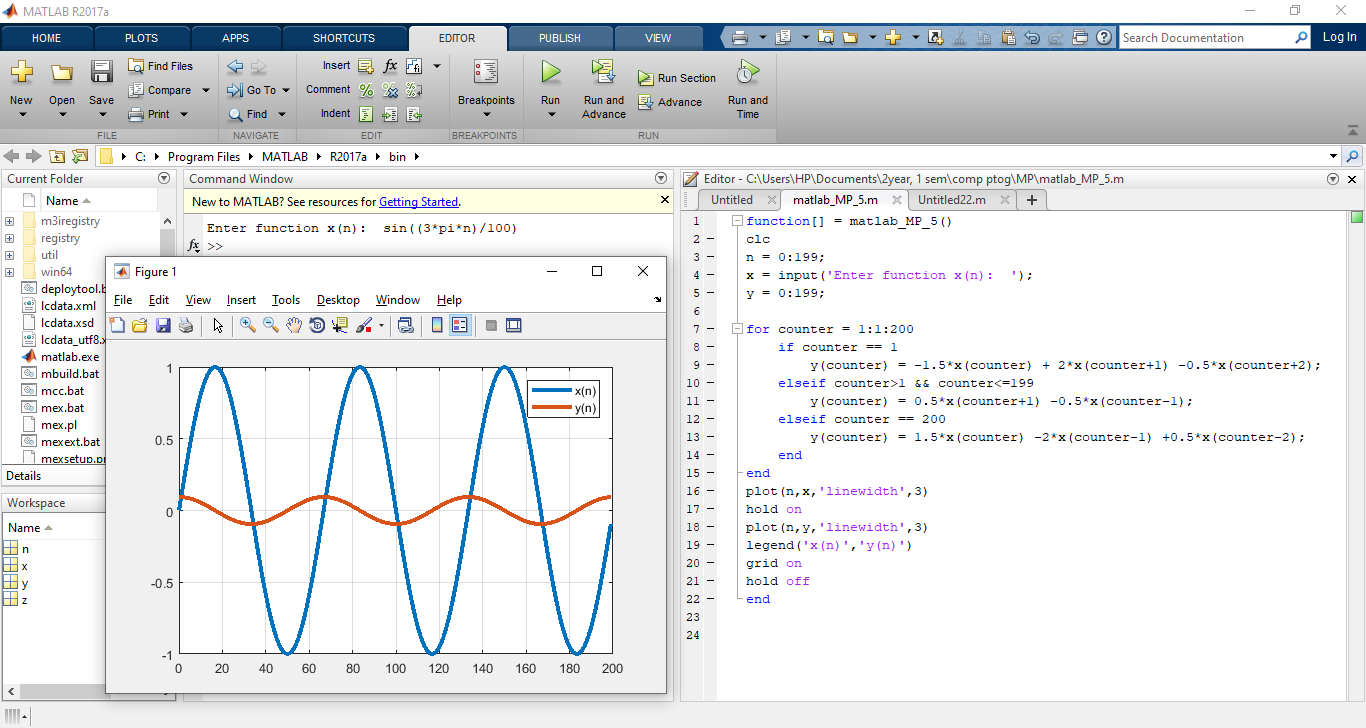 MATLAB R2017a
HOME PLOTS APPS SHORTCUTS EDITOR PUBLISH VIEW Search Documentation Log In
New Open Save Find Files Compare Print
Go To Find
Insert fx
Comment
Indent
Breakpoints
Run Run and Advance Run Section Advance Run and Time
FILE NAVIGATE EDIT BREAKPOINTS RUN
C: Program Files MATLAB R2017a bin
Current Folder
Name
m3iregistry
registry
util
win64
deploytool.b
lcdata.xml
lcdata.xsd
lcdata_utf8.x
matlab.exe
mbuild.bat
mcc.bat
mex.bat
mex.pl
mexext.bat
mexsetup.pr
Details
Workspace
Name
n
x
y
z
Command Window
New to MATLAB? See resources for Getting Started.
Enter function x(n):  sin((3*pi*n)/100)
fx >>
Figure 1
File Edit View Insert Tools Desktop Window Help
x(n)
y(n)
1
0.5
0
-0.5
-1
0 20 40 60 80 100 120 140 160 180 200
Editor - C:\Users\HP\Documents\2year, 1 sem\comp ptog\MP\matlab_MP_5.m
Untitled matlab_MP_5.m Untitled22.m
1 function[] = matlab_MP_5()
2 – clc
3 – n = 0:199;
4 – x = input('Enter function x(n):  ');
5 – y = 0:199;
6
7 – for counter = 1:1:200
8 – if counter == 1
9 – y(counter) = -1.5*x(counter) + 2*x(counter+1) -0.5*x(counter+2);
10 – elseif counter>1 && counter<=199
11 – y(counter) = 0.5*x(counter+1) -0.5*x(counter-1);
12 – elseif counter == 200
13 – y(counter) = 1.5*x(counter) -2*x(counter-1) +0.5*x(counter-2);
14 – end
15 – end
16 – plot(n,x,'linewidth',3)
17 – hold on
18 – plot(n,y,'linewidth',3)
19 – legend('x(n)','y(n)')
20 – grid on
21 – hold off
22 – end
23
24